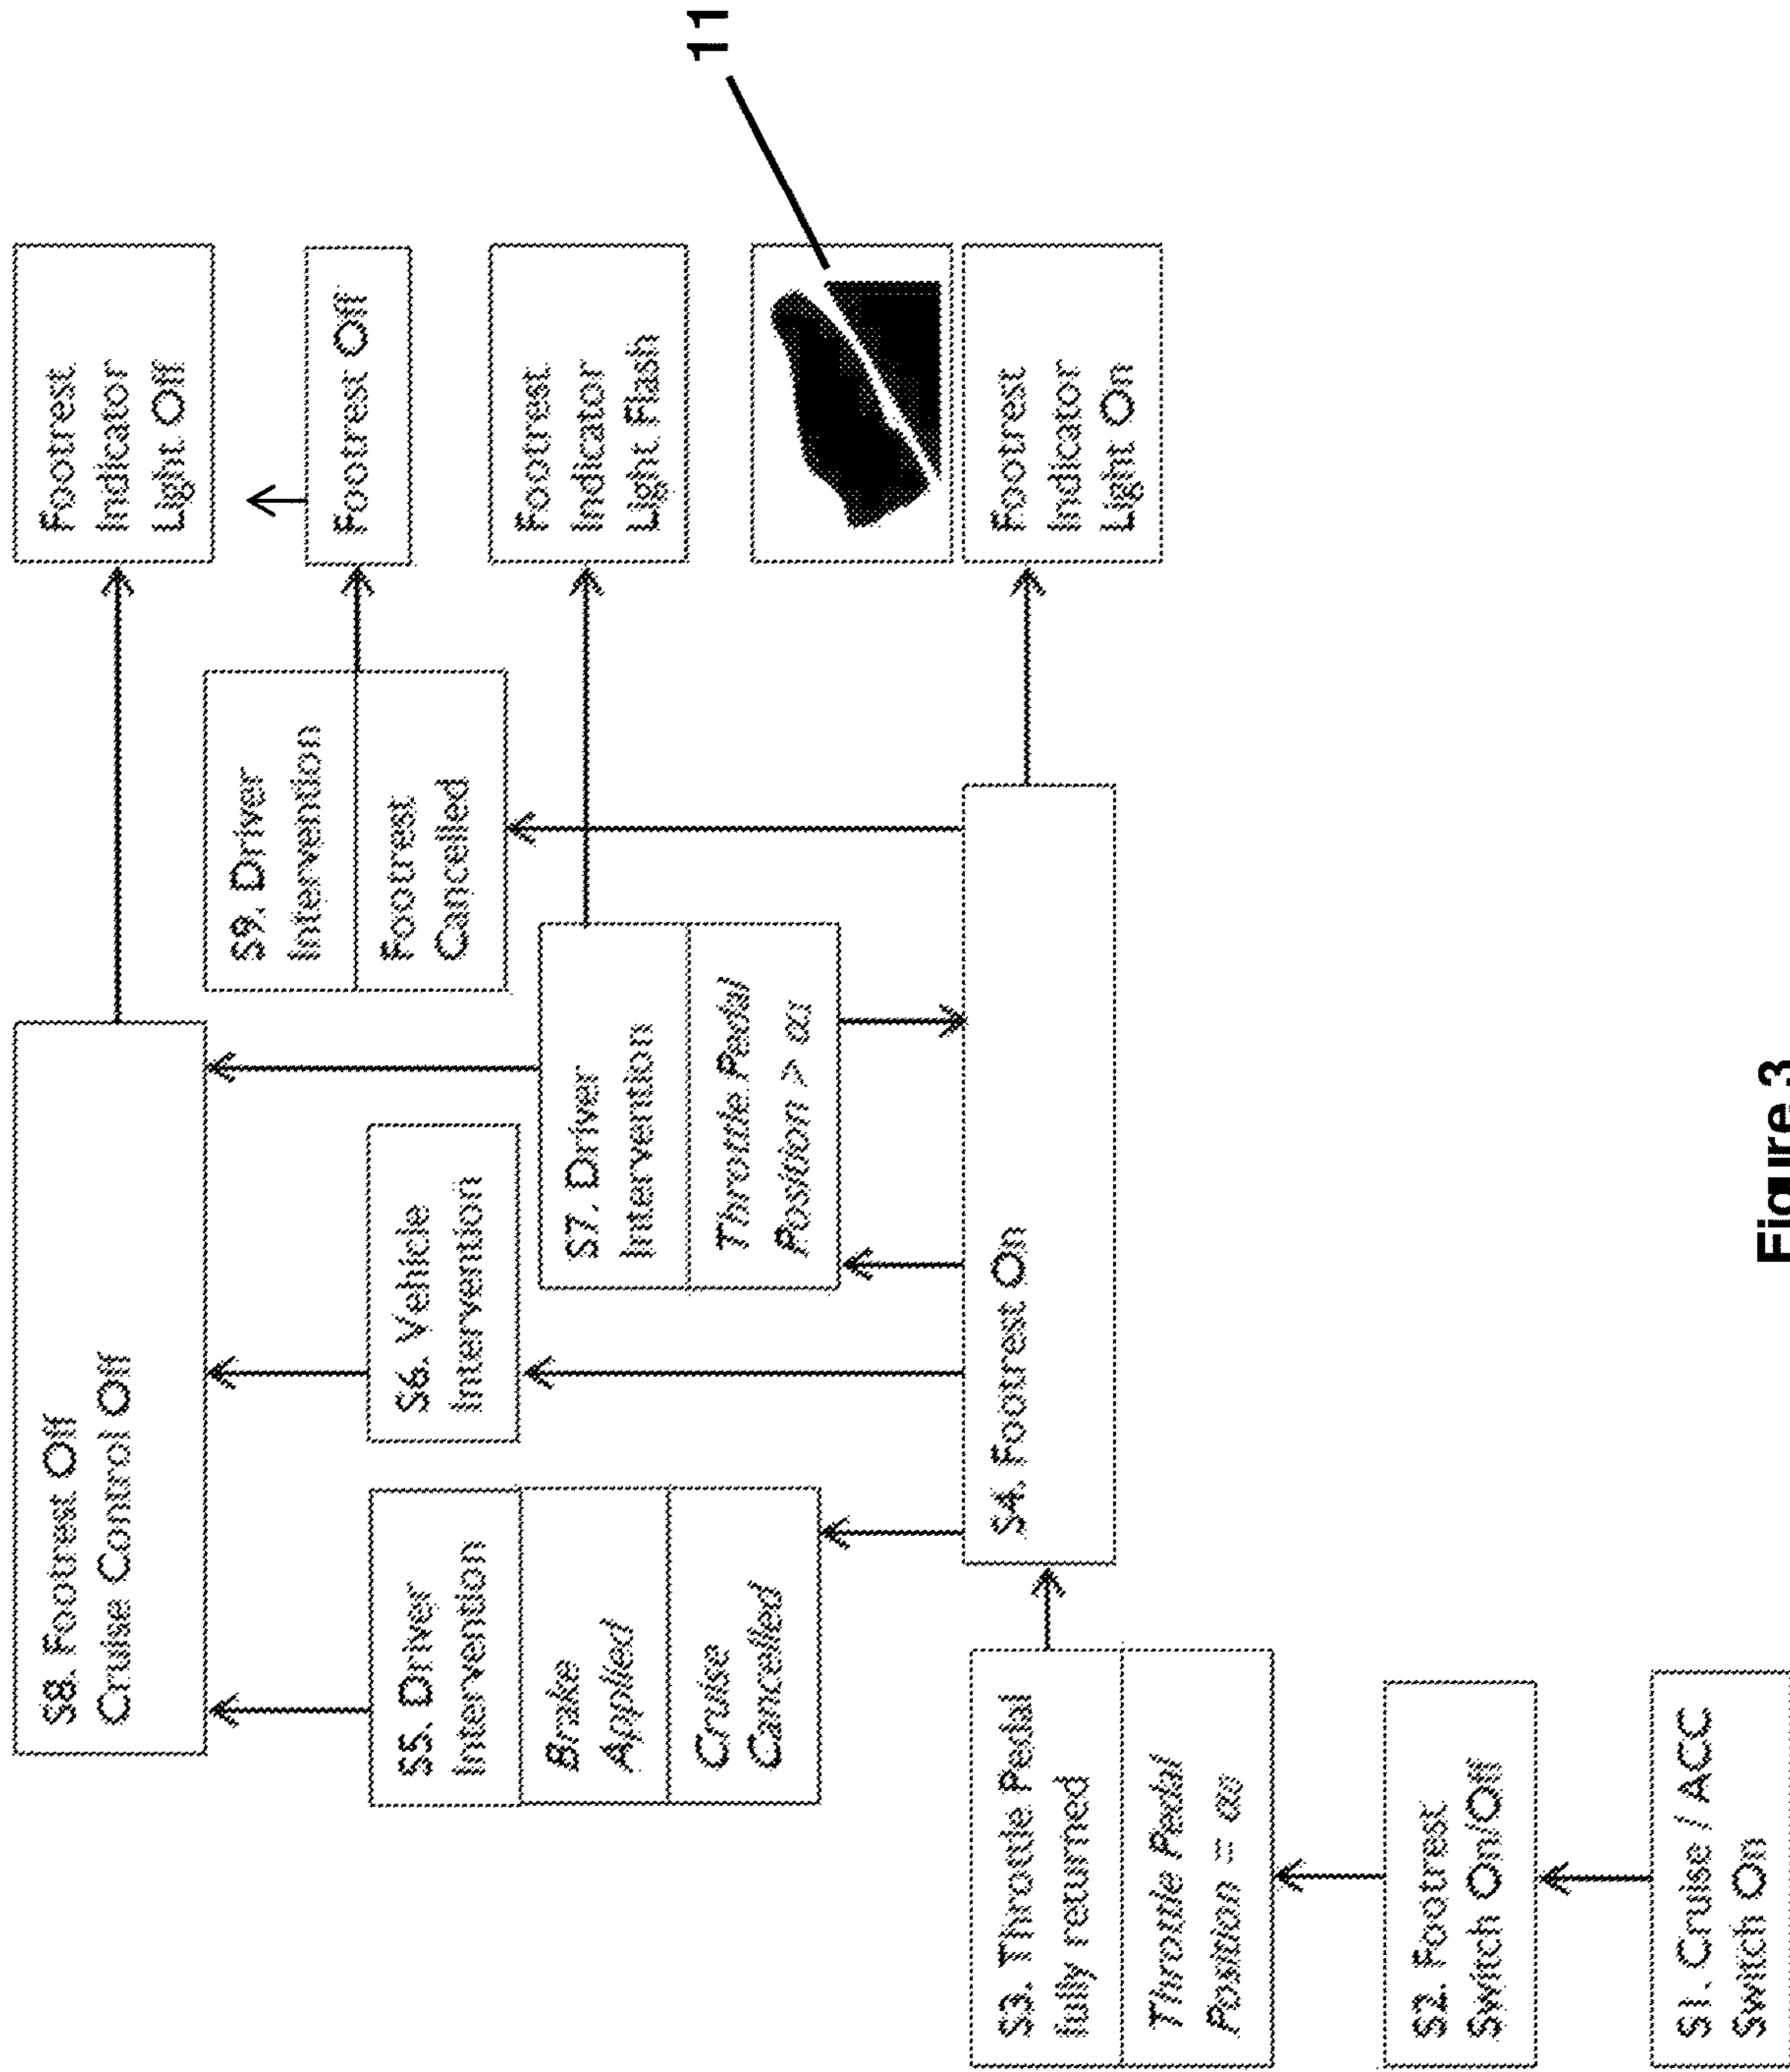 S8. Footrest Off
Cruise Control Off
Footrest
Indicator
Light Off
S9. Driver
Intervention
Footrest
Cancelled
Footrest Off
S5. Driver
Intervention
Brake
Applied
Cruise
Cancelled
S6. Vehicle
Intervention
S7. Driver
Intervention
Throttle Pedal
Position > α₁
Footrest
Indicator
Light Flash
11
S3. Throttle Pedal
fully returned
Throttle Pedal
Position = α₀
S4. Footrest On
Footrest
Indicator
Light On
S2. Footrest
Switch On/Off
S1. Cruise / ACC
Switch On
Figure 3